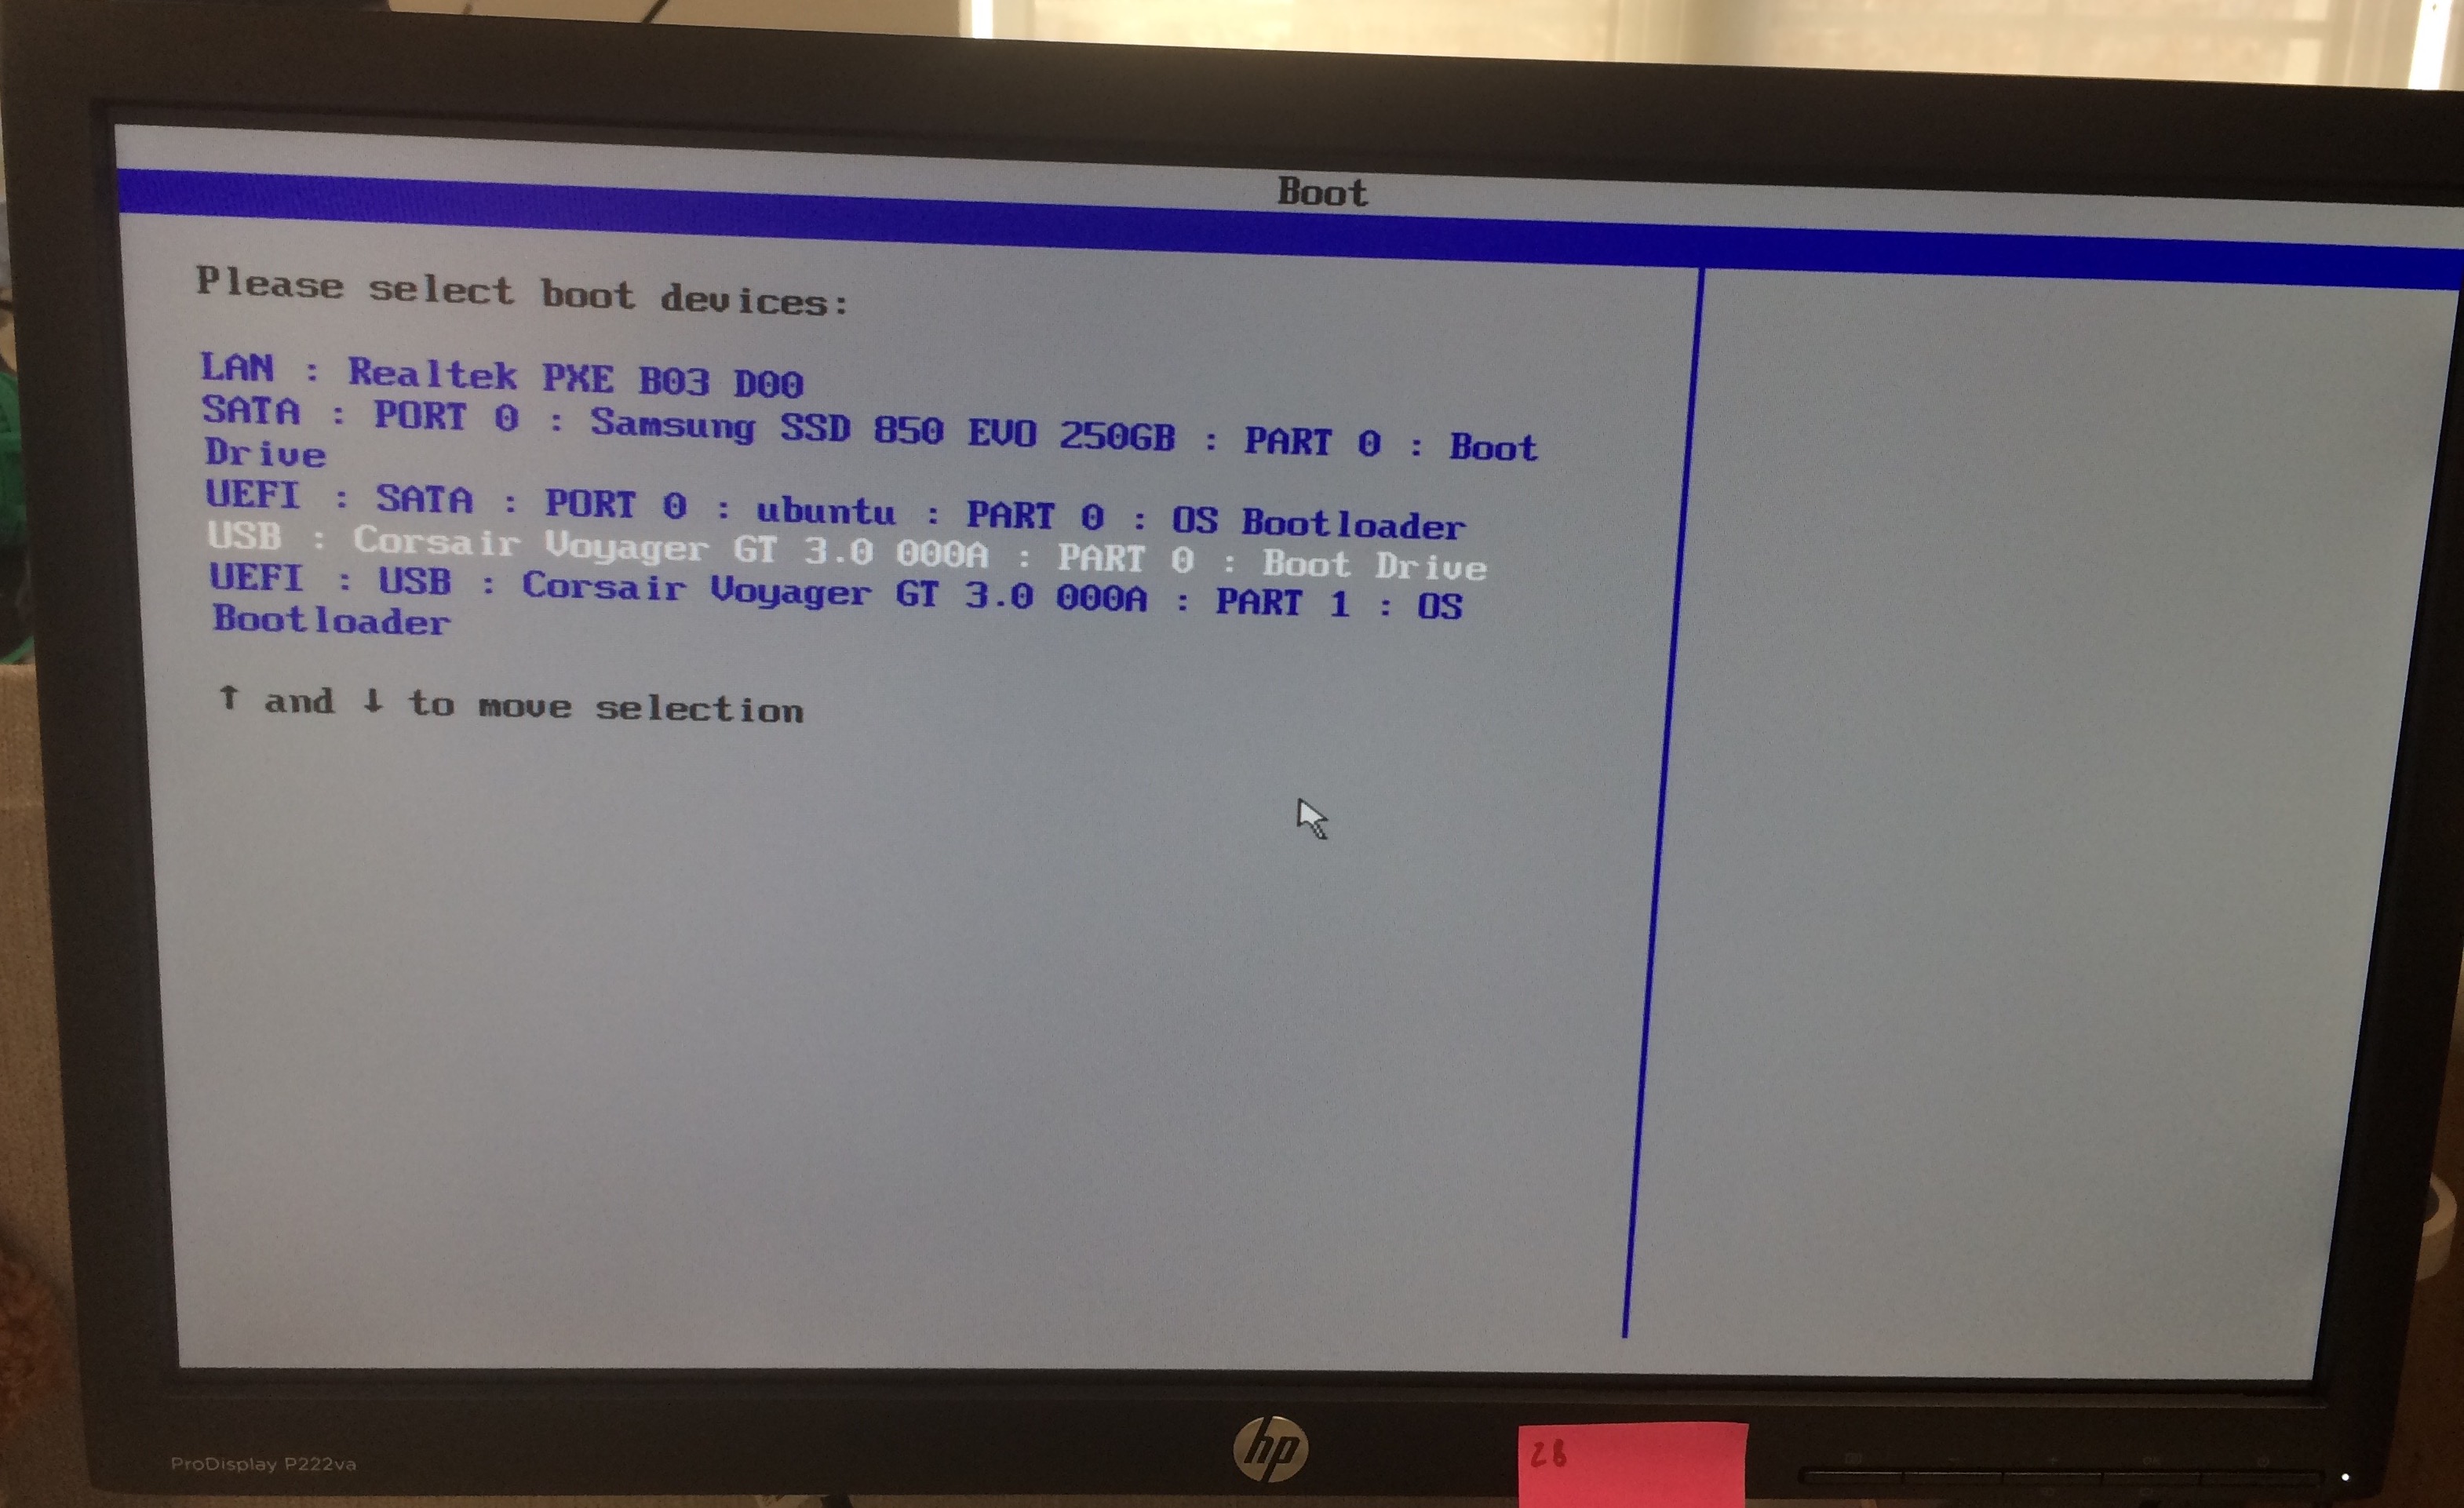 Boot
Please select boot devices:
LAN : Realtek PXE B03 D00
SATA : PORT 0 : Samsung SSD 850 EVO 250GB : PART 0 : Boot
Drive
UEFI : SATA : PORT 0 : ubuntu : PART 0 : OS Bootloader
USB : Corsair Voyager GT 3.0 000A : PART 0 : Boot Drive
UEFI : USB : Corsair Voyager GT 3.0 000A : PART 1 : OS
Bootloader
↑ and ↓ to move selection
ProDisplay P222va
hp